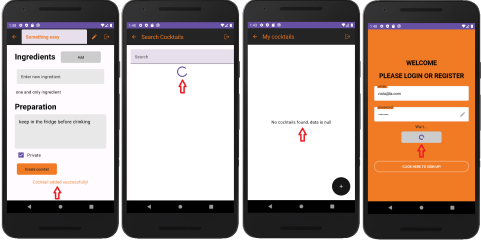 Something easy
Ingredients
Add
Enter new ingredient
one and only ingredient
Preparation
keep in the fridge before drinking
Private
Create cocktail
Cocktail added successfully!
Search Cocktails
Search
My cocktails
No cocktails found, data is null
+
WELCOME
PLEASE LOGIN OR REGISTER
Wait...
CLICK HERE TO SIGN UP!